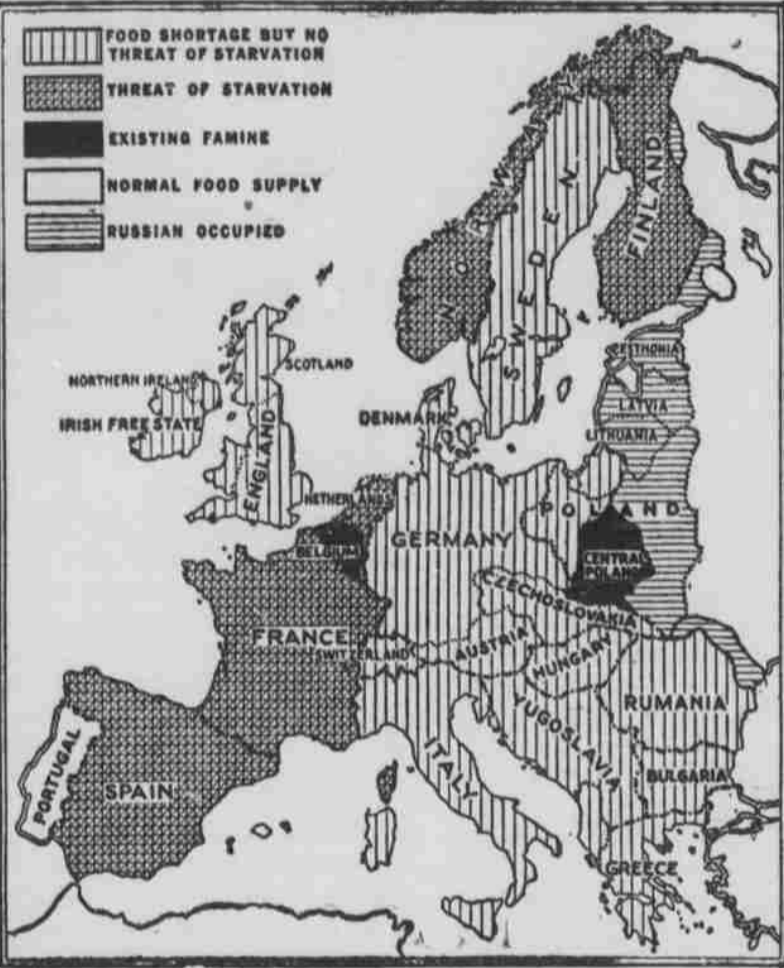 FOOD SHORTAGE BUT NO
THREAT OF STARVATION
THREAT OF STARVATION
EXISTING FAMINE
NORMAL FOOD SUPPLY
RUSSIAN OCCUPIED
NORWAY
SWEDEN
FINLAND
ESTHONIA
LATVIA
LITHUANIA
SCOTLAND
NORTHERN IRELAND
IRISH FREE STATE
ENGLAND
DENMARK
NETHERLANDS
BELGIUM
GERMANY
POLAND
CENTRAL
POLAND
CZECHOSLOVAKIA
FRANCE
SWITZERLAND
AUSTRIA
HUNGARY
RUMANIA
YUGOSLAVIA
BULGARIA
ITALY
PORTUGAL
SPAIN
GREECE